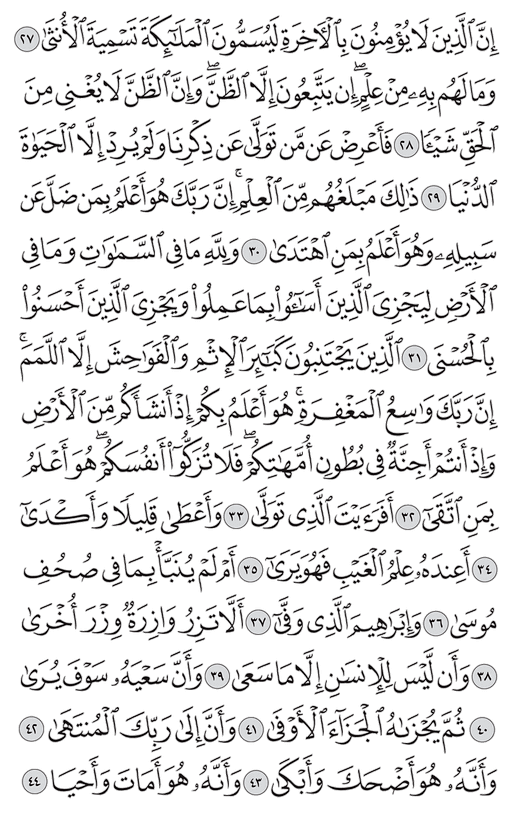 إِنَّ ٱلَّذِينَ لَا يُؤْمِنُونَ بِٱلْأَخِرَةِ لَيُسَمُّونَ ٱلْمَلَٰٓئِكَةَ تَسْمِيَةَ ٱلْأُنثَىٰ ٢٧
وَمَا لَهُم بِهِۦ مِنْ عِلْمٍ ۖ إِن يَتَّبِعُونَ إِلَّا ٱلظَّنَّ ۖ وَإِنَّ ٱلظَّنَّ لَا يُغْنِى مِنَ
ٱلْحَقِّ شَيْـًٔا ٢٨ فَأَعْرِضْ عَن مَّن تَوَلَّىٰ عَن ذِكْرِنَا وَلَمْ يُرِدْ إِلَّا ٱلْحَيَوٰةَ
ٱلدُّنْيَا ٢٩ ذَٰلِكَ مَبْلَغُهُم مِّنَ ٱلْعِلْمِ ۚ إِنَّ رَبَّكَ هُوَ أَعْلَمُ بِمَن ضَلَّ عَن
سَبِيلِهِۦ وَهُوَ أَعْلَمُ بِمَنِ ٱهْتَدَىٰ ٣٠ وَلِلَّهِ مَا فِى ٱلسَّمَٰوَٰتِ وَمَا فِى
ٱلْأَرْضِ لِيَجْزِىَ ٱلَّذِينَ أَسَٰٓـُٔوا۟ بِمَا عَمِلُوا۟ وَيَجْزِىَ ٱلَّذِينَ أَحْسَنُوا۟
بِٱلْحُسْنَى ٣١ ٱلَّذِينَ يَجْتَنِبُونَ كَبَٰٓئِرَ ٱلْإِثْمِ وَٱلْفَوَٰحِشَ إِلَّا ٱللَّمَمَ ۚ
إِنَّ رَبَّكَ وَٰسِعُ ٱلْمَغْفِرَةِ ۚ هُوَ أَعْلَمُ بِكُمْ إِذْ أَنشَأَكُم مِّنَ ٱلْأَرْضِ
وَإِذْ أَنتُمْ أَجِنَّةٌ فِى بُطُونِ أُمَّهَٰتِكُمْ ۖ فَلَا تُزَكُّوٓا۟ أَنفُسَكُمْ ۖ هُوَ أَعْلَمُ
بِمَنِ ٱتَّقَىٰٓ ٣٢ أَفَرَءَيْتَ ٱلَّذِى تَوَلَّىٰ ٣٣ وَأَعْطَىٰ قَلِيلًا وَأَكْدَىٰٓ
٣٤ أَعِندَهُۥ عِلْمُ ٱلْغَيْبِ فَهُوَ يَرَىٰٓ ٣٥ أَمْ لَمْ يُنَبَّأْ بِمَا فِى صُحُفِ
مُوسَىٰ ٣٦ وَإِبْرَٰهِيمَ ٱلَّذِى وَفَّىٰٓ ٣٧ أَلَّا تَزِرُ وَازِرَةٌ وِزْرَ أُخْرَىٰ
٣٨ وَأَن لَّيْسَ لِلْإِنسَٰنِ إِلَّا مَا سَعَىٰ ٣٩ وَأَنَّ سَعْيَهُۥ سَوْفَ يُرَىٰ
٤٠ ثُمَّ يُجْزَىٰهُ ٱلْجَزَآءَ ٱلْأَوْفَىٰ ٤١ وَأَنَّ إِلَىٰ رَبِّكَ ٱلْمُنتَهَىٰ ٤٢
وَأَنَّهُۥ هُوَ أَضْحَكَ وَأَبْكَىٰ ٤٣ وَأَنَّهُۥ هُوَ أَمَاتَ وَأَحْيَا ٤٤